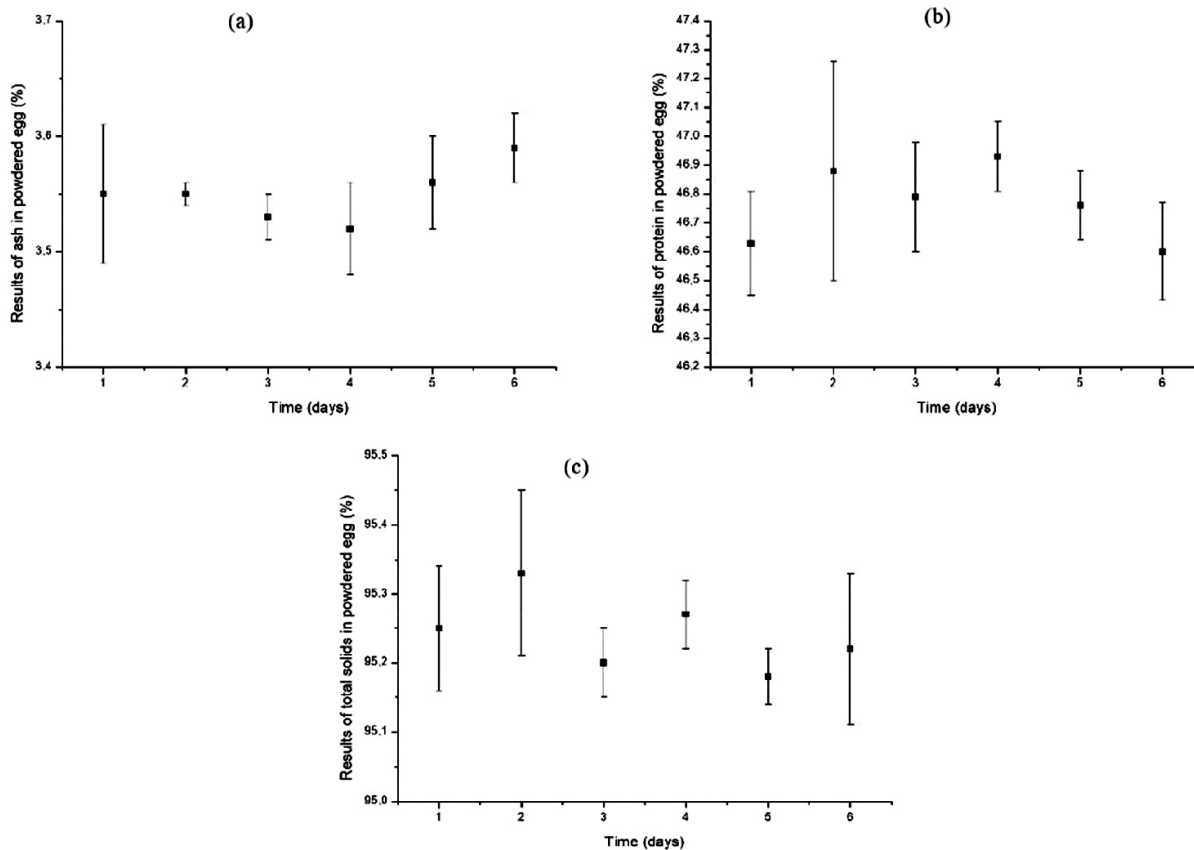 (a)
3,7
3,6
3,5
3,4
Results of ash in powdered egg (%)
1 2 3 4 5 6
Time (days)
(b)
47,4
47,3
47,2
47,1
47,0
46,9
46,8
46,7
46,6
46,5
46,4
46,3
46,2
Results of protein in powdered egg (%)
1 2 3 4 5 6
Time (days)
(c)
95,5
95,4
95,3
95,2
95,1
95,0
Results of total solids in powdered egg (%)
1 2 3 4 5 6
Time (days)